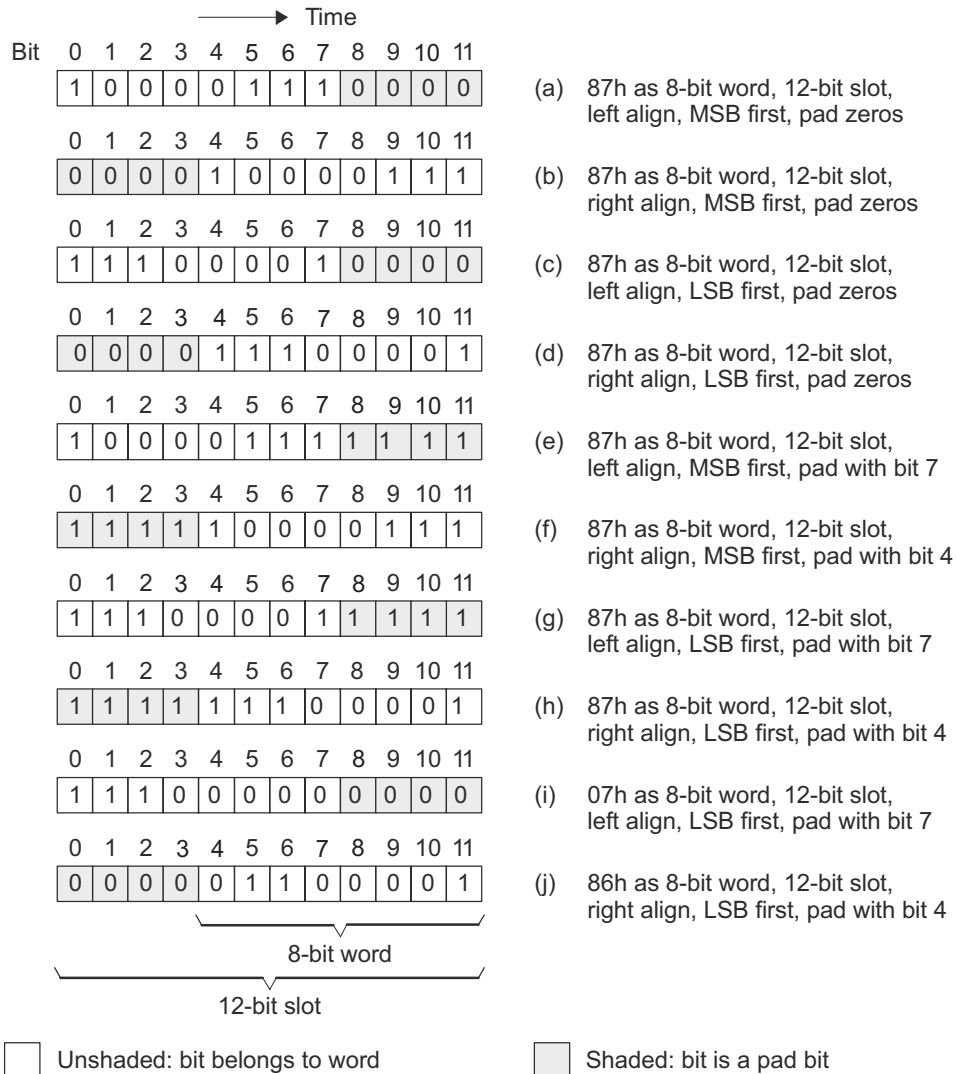 Time
Bit 0 1 2 3 4 5 6 7 8 9 10 11
1 0 0 0 0 1 1 1 0 0 0 0
(a) 87h as 8-bit word, 12-bit slot,
left align, MSB first, pad zeros
0 1 2 3 4 5 6 7 8 9 10 11
0 0 0 0 1 0 0 0 0 1 1 1
(b) 87h as 8-bit word, 12-bit slot,
right align, MSB first, pad zeros
0 1 2 3 4 5 6 7 8 9 10 11
1 1 1 0 0 0 0 1 0 0 0 0
(c) 87h as 8-bit word, 12-bit slot,
left align, LSB first, pad zeros
0 1 2 3 4 5 6 7 8 9 10 11
0 0 0 0 1 1 1 0 0 0 0 1
(d) 87h as 8-bit word, 12-bit slot,
right align, LSB first, pad zeros
0 1 2 3 4 5 6 7 8 9 10 11
1 0 0 0 0 1 1 1 1 1 1 1
(e) 87h as 8-bit word, 12-bit slot,
left align, MSB first, pad with bit 7
0 1 2 3 4 5 6 7 8 9 10 11
1 1 1 1 1 0 0 0 0 1 1 1
(f) 87h as 8-bit word, 12-bit slot,
right align, MSB first, pad with bit 4
0 1 2 3 4 5 6 7 8 9 10 11
1 1 1 0 0 0 0 1 1 1 1 1
(g) 87h as 8-bit word, 12-bit slot,
left align, LSB first, pad with bit 7
0 1 2 3 4 5 6 7 8 9 10 11
1 1 1 1 1 1 1 0 0 0 0 1
(h) 87h as 8-bit word, 12-bit slot,
right align, LSB first, pad with bit 4
0 1 2 3 4 5 6 7 8 9 10 11
1 1 1 0 0 0 0 0 0 0 0 0
(i) 07h as 8-bit word, 12-bit slot,
left align, LSB first, pad with bit 7
0 1 2 3 4 5 6 7 8 9 10 11
0 0 0 0 0 1 1 0 0 0 0 1
(j) 86h as 8-bit word, 12-bit slot,
right align, LSB first, pad with bit 4
8-bit word
12-bit slot
Unshaded: bit belongs to word
Shaded: bit is a pad bit